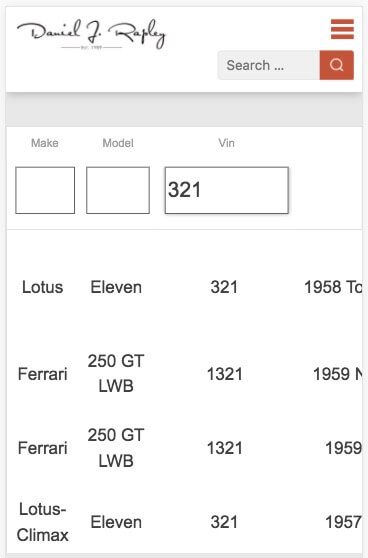 Daniel J. Rapley
est. 1989
Search ...
Make Model Vin
321
Lotus Eleven 321 1958 To
Ferrari 250 GT LWB 1321 1959 N
Ferrari 250 GT LWB 1321 1959
Lotus-Climax Eleven 321 1957